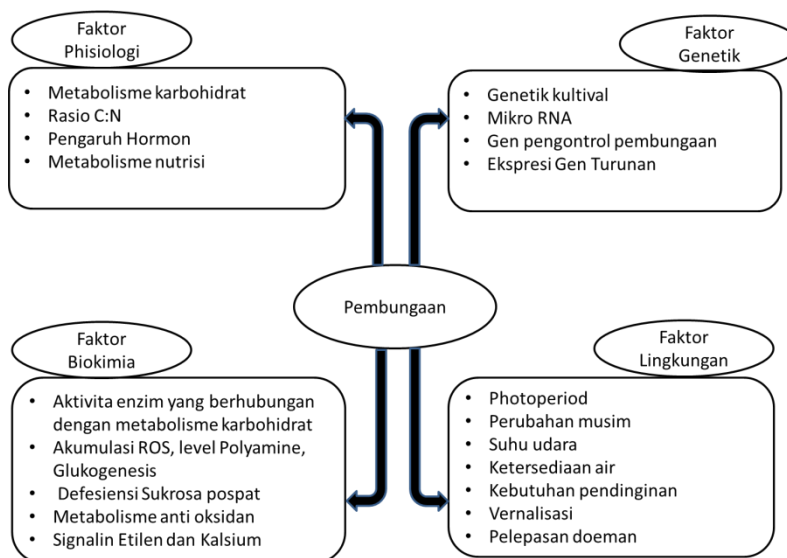 Faktor
Phisiologi
• Metabolisme karbohidrat
• Rasio C:N
• Pengaruh Hormon
• Metabolisme nutrisi
Faktor
Genetik
• Genetik kultival
• Mikro RNA
• Gen pengontrol pembungaan
• Ekspresi Gen Turunan
Pembungaan
Faktor
Biokimia
• Aktivita enzim yang berhubungan
dengan metabolisme karbohidrat
• Akumulasi ROS, level Polyamine,
Glukogenesis
• Defesiensi Sukrosa pospat
• Metabolisme anti oksidan
• Signalin Etilen dan Kalsium
Faktor
Lingkungan
• Photoperiod
• Perubahan musim
• Suhu udara
• Ketersediaan air
• Kebutuhan pendinginan
• Vernalisasi
• Pelepasan doeman